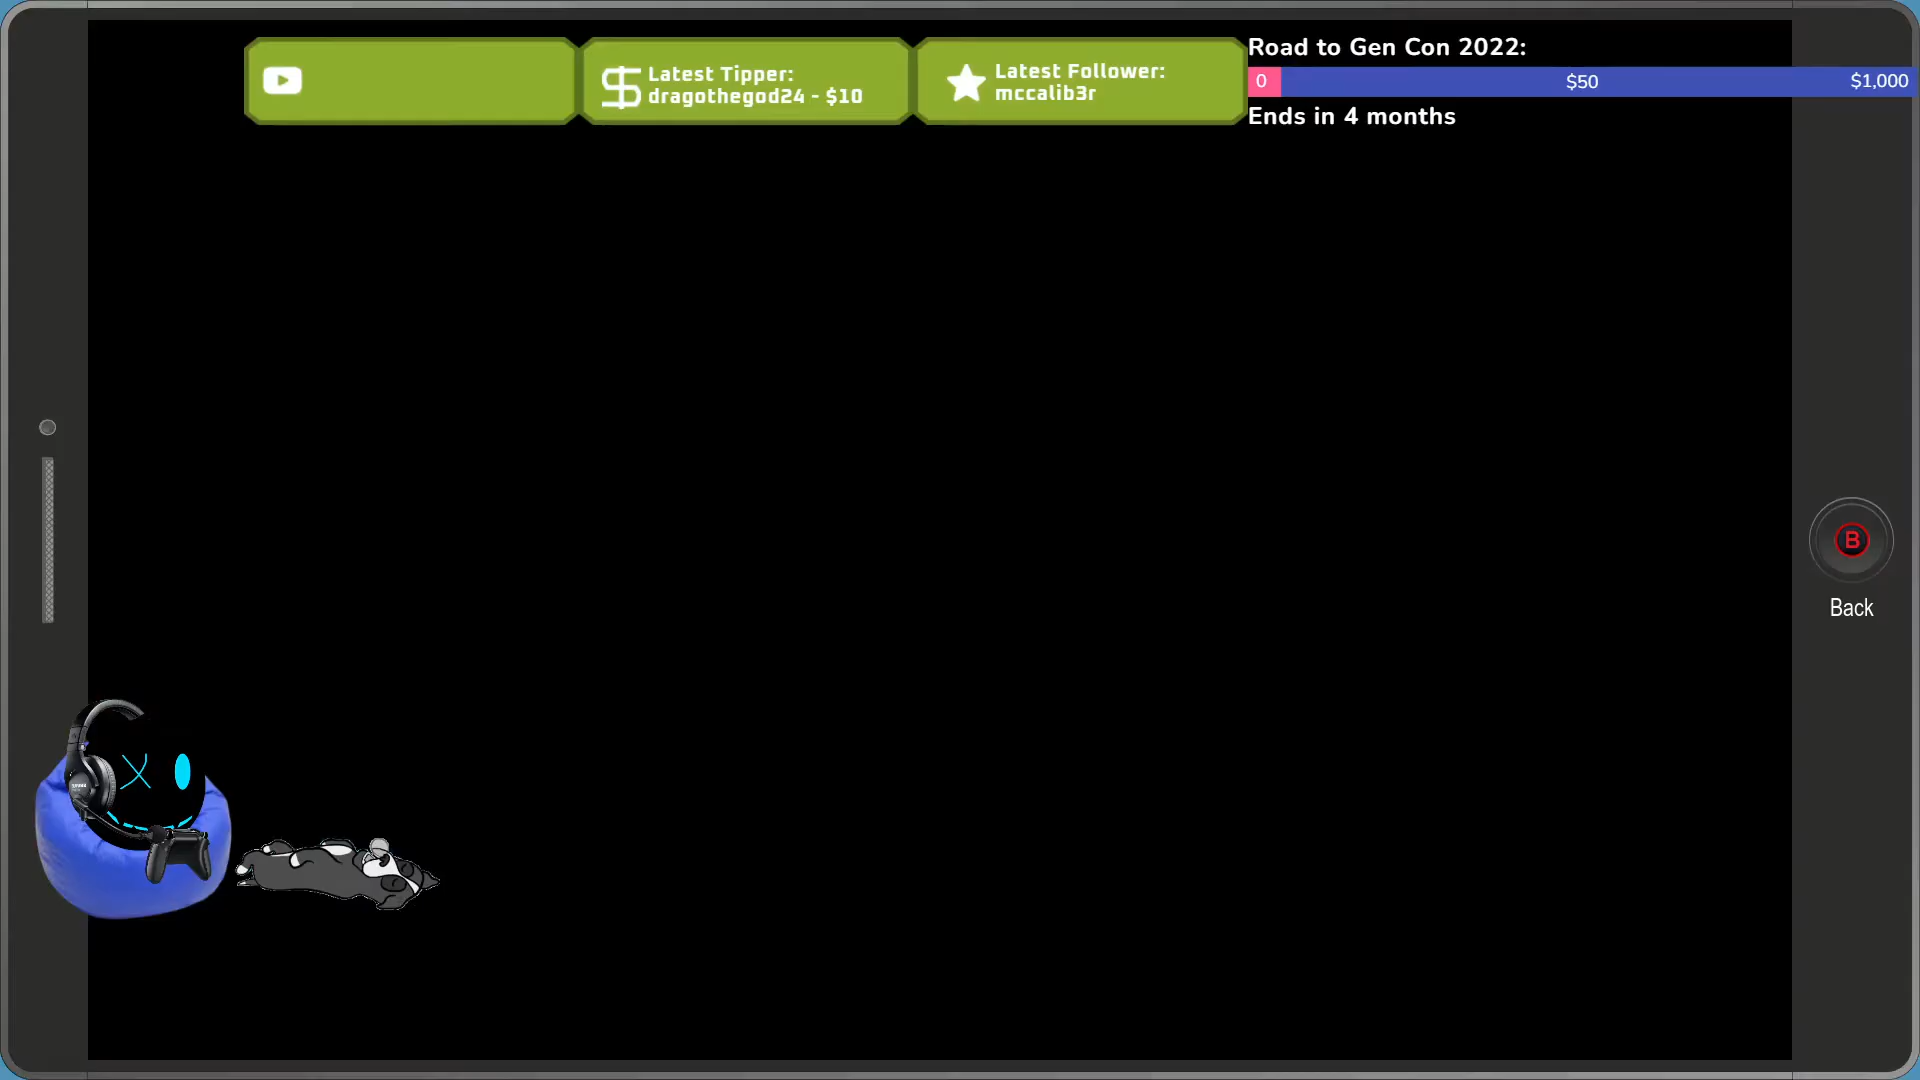 Latest Tipper:
dragothegod24 - $10
Latest Follower:
mccalib3r
Road to Gen Con 2022:
0 $50 $1,000
Ends in 4 months
B
Back